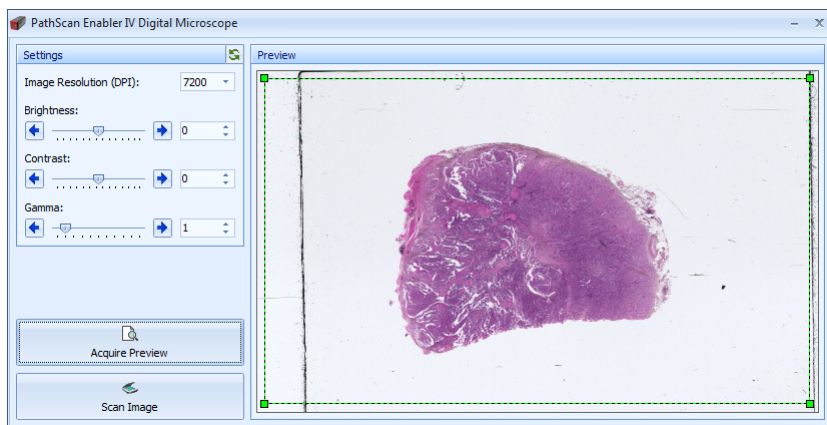 PathScan Enabler IV Digital Microscope
Settings
Image Resolution (DPI): 7200
Brightness:
0
Contrast:
0
Gamma:
1
Acquire Preview
Scan Image
Preview